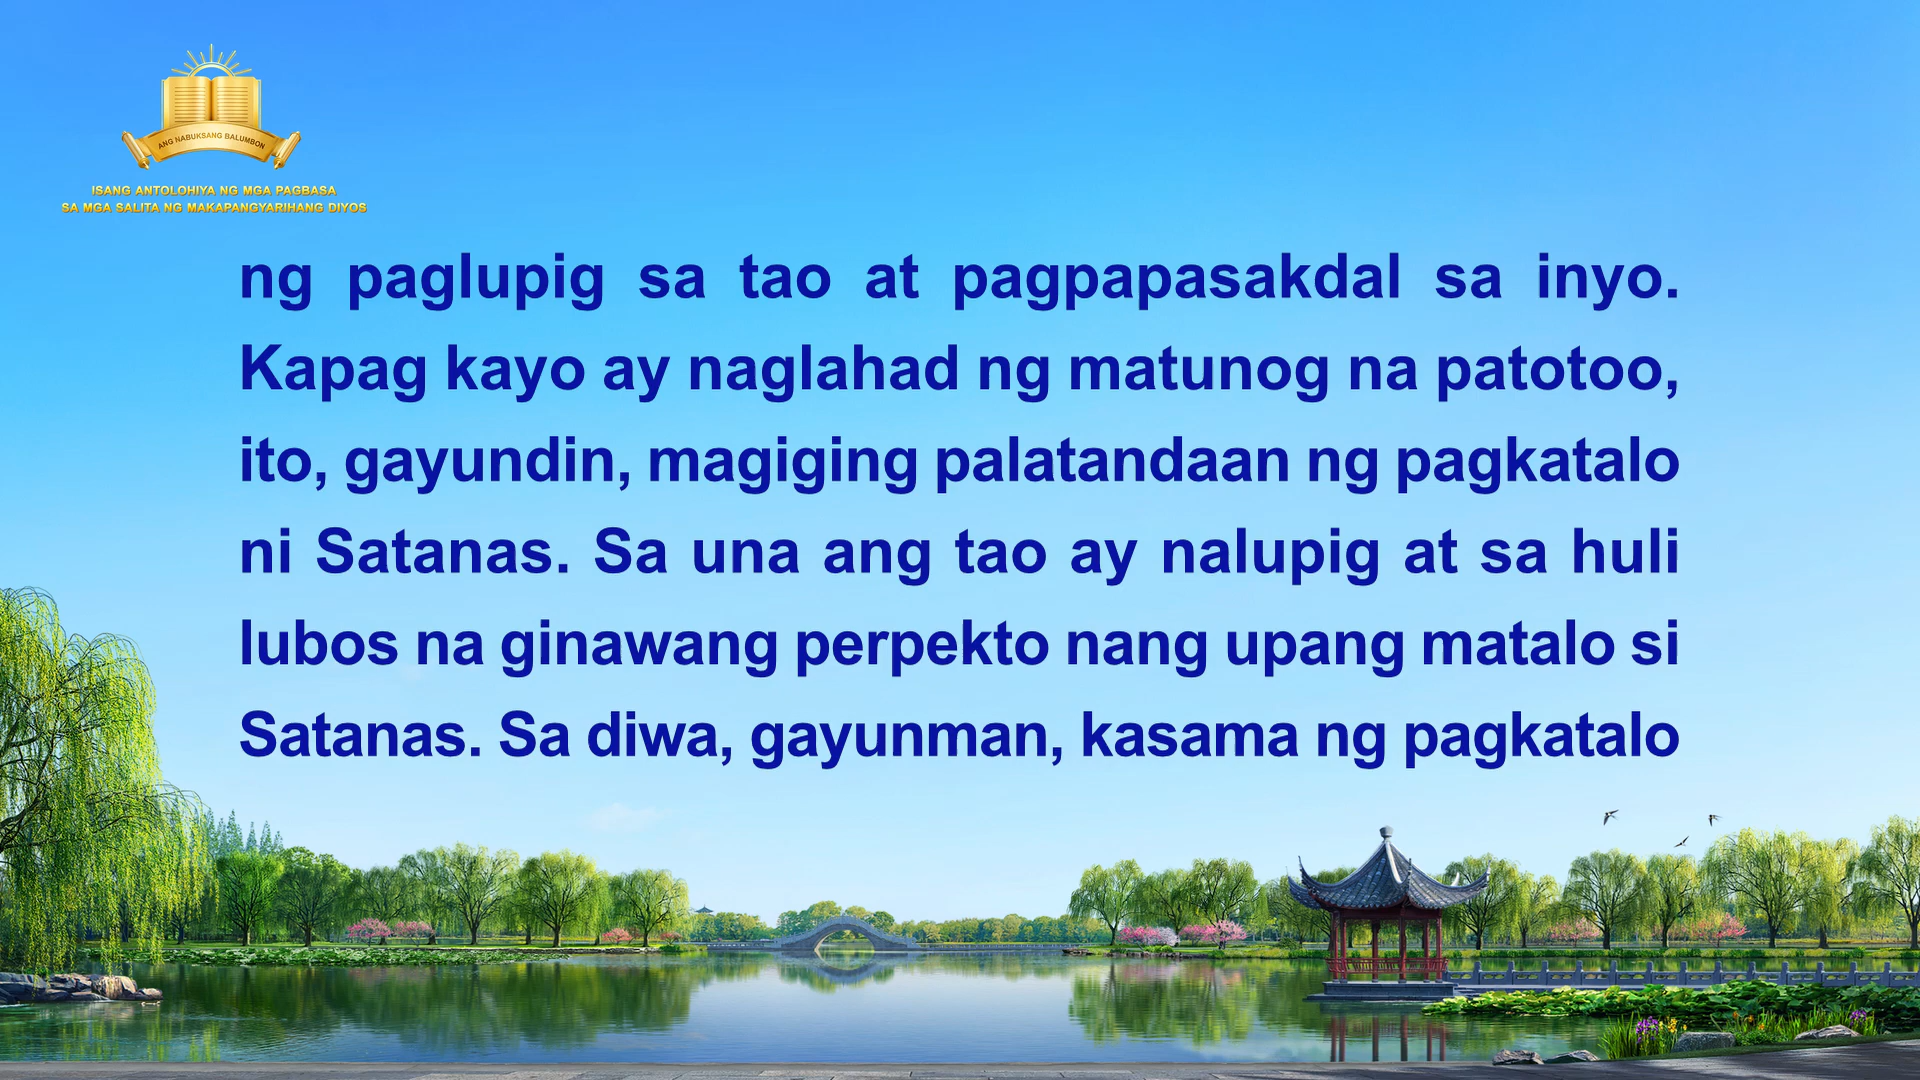 ANG NABUKSANG BALUMBON
ISANG ANTOLOHIYA NG MGA PAGBASA
SA MGA SALITA NG MAKAPANGYARIHANG DIYOS
ng paglupig sa tao at pagpapasakdal sa inyo.
Kapag kayo ay naglahad ng matunog na patotoo,
ito, gayundin, magiging palatandaan ng pagkatalo
ni Satanas. Sa una ang tao ay nalupig at sa huli
lubos na ginawang perpekto nang upang matalo si
Satanas. Sa diwa, gayunman, kasama ng pagkatalo